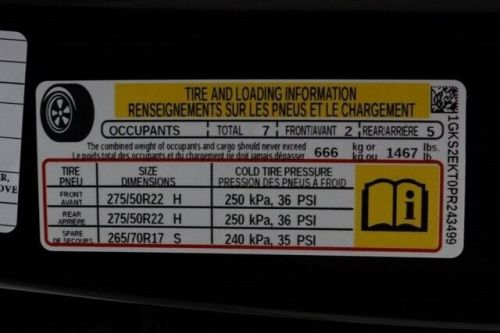 TIRE AND LOADING INFORMATION
RENSEIGNEMENTS SUR LES PNEUS ET LE CHARGEMENT
OCCUPANTS TOTAL 7 FRONT/AVANT 2 REAR/ARRIÈRE 5
The combined weight of occupants and cargo should never exceed 666 kg or 1467 lbs.
Le poids total des occupants et du chargement ne doit jamais dépasser kg ou lb.
TIRE SIZE COLD TIRE PRESSURE
PNEU DIMENSIONS PRESSION DES PNEUS À FROID
FRONT
AVANT 275/50R22 H 250 kPa, 36 PSI
REAR
ARRIÈRE 275/50R22 H 250 kPa, 36 PSI
SPARE
DE SECOURS 265/70R17 S 240 kPa, 35 PSI
1GKS2EKT0PR243499
R,
MOVE